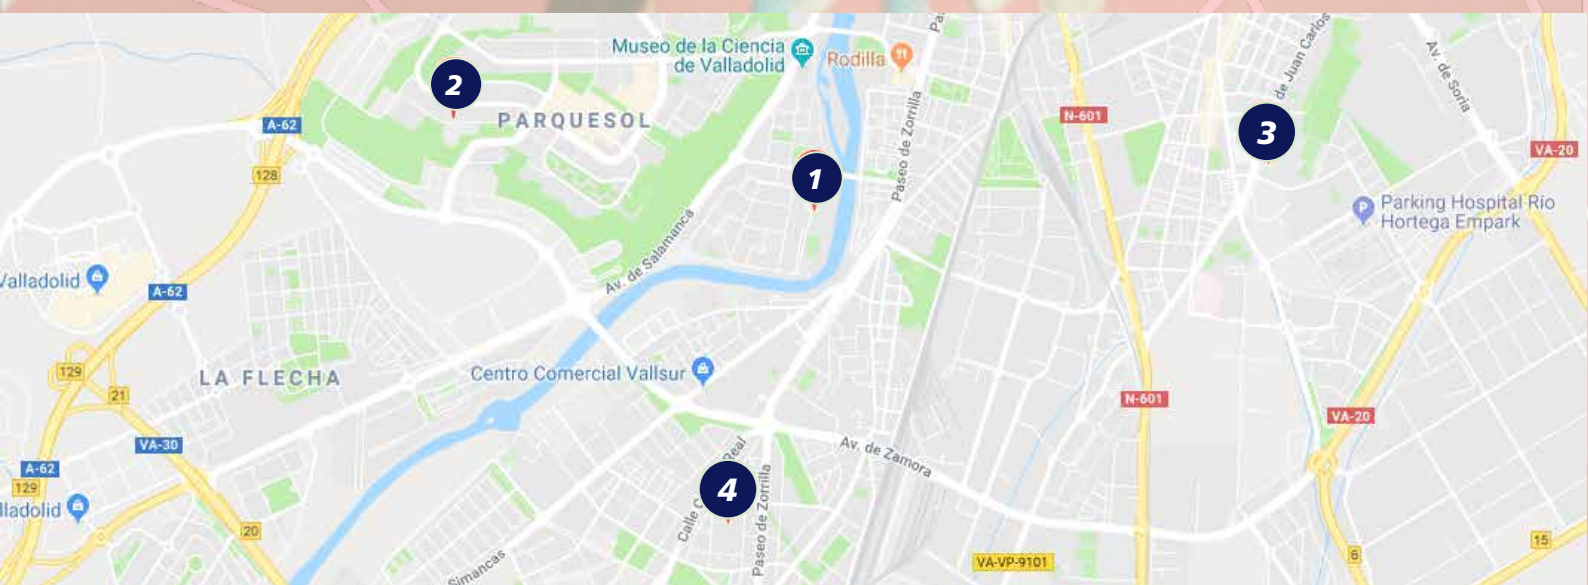 Museo de la Ciencia
de Valladolid
Rodilla
Pa
Paseo de Zorrilla
de Juan Carlos
Av. de Soria
2
PARQUESOL
A-62
128
N-601
3
VA-20
1
Parking Hospital Río
Hortega Empark
Av. de Salamanca
Valladolid
A-62
129
LA FLECHA
21
Centro Comercial Vallsur
N-601
VA-20
VA-30
Av. de Zamora
A-62
129
lladolid
20
4
Calle C
Real
Paseo de Zorrilla
Simancas
VA-VP-9101
6
15